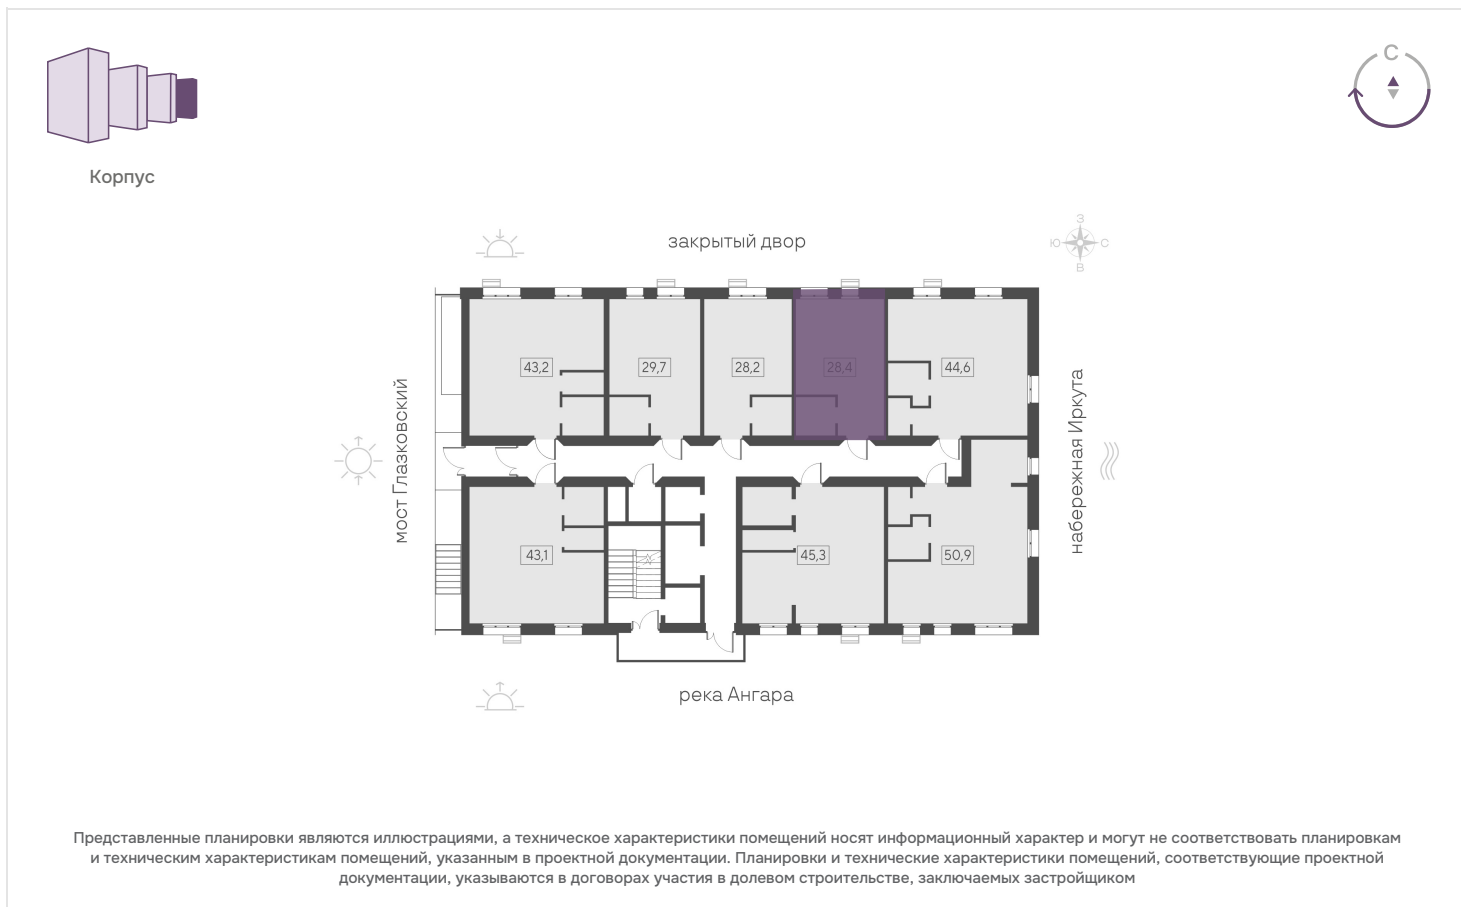 С
Корпус
закрытый двор
З
Ю
С
В
43,2
29,7
28,2
28,4
44,6
мост Глазковский
набережная Иркута
43,1
45,3
50,9
река Ангара
Представленные планировки являются иллюстрациями, а техническое характеристики помещений носят информационный характер и могут не соответствовать планировкам
и техническим характеристикам помещений, указанным в проектной документации. Планировки и технические характеристики помещений, соответствующие проектной
документации, указываются в договорах участия в долевом строительстве, заключаемых застройщиком